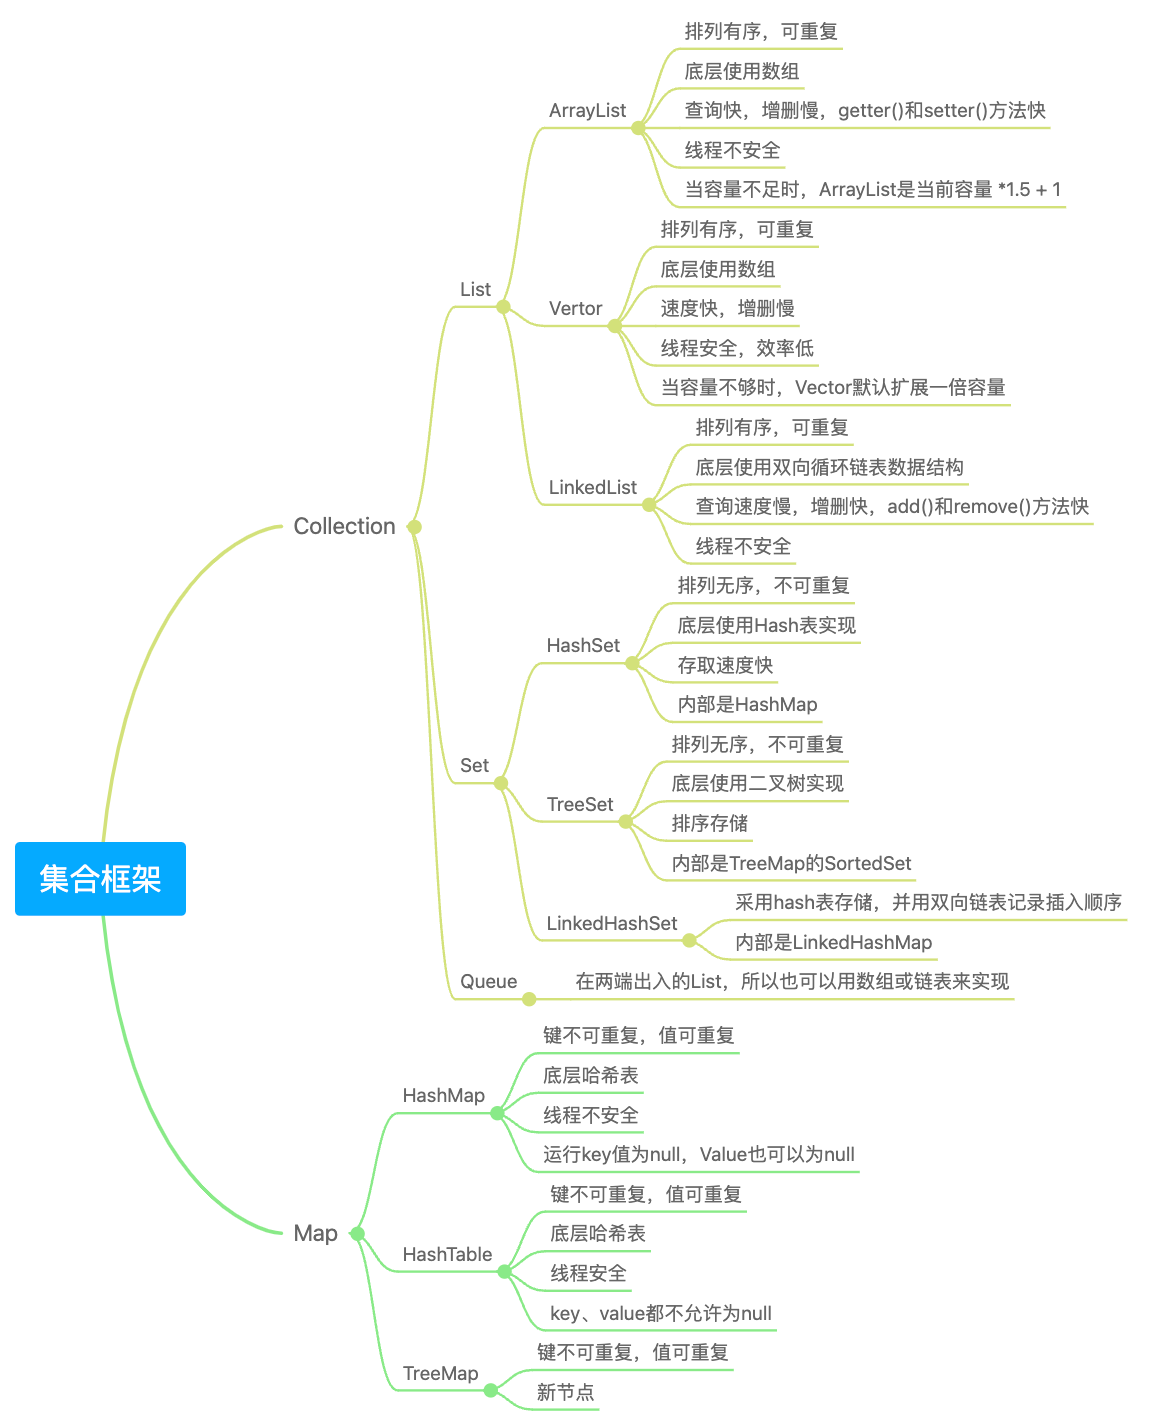 集合框架
Collection
List
ArrayList
排列有序，可重复
底层使用数组
查询快，增删慢，getter()和setter()方法快
线程不安全
当容量不足时，ArrayList是当前容量 *1.5 + 1
Vertor
排列有序，可重复
底层使用数组
速度快，增删慢
线程安全，效率低
当容量不够时，Vector默认扩展一倍容量
LinkedList
排列有序，可重复
底层使用双向循环链表数据结构
查询速度慢，增删快，add()和remove()方法快
线程不安全
Set
HashSet
排列无序，不可重复
底层使用Hash表实现
存取速度快
内部是HashMap
TreeSet
排列无序，不可重复
底层使用二叉树实现
排序存储
内部是TreeMap的SortedSet
LinkedHashSet
采用hash表存储，并用双向链表记录插入顺序
内部是LinkedHashMap
Queue
在两端出入的List，所以也可以用数组或链表来实现
Map
HashMap
键不可重复，值可重复
底层哈希表
线程不安全
运行key值为null，Value也可以为null
HashTable
键不可重复，值可重复
底层哈希表
线程安全
key、value都不允许为null
TreeMap
键不可重复，值可重复
新节点